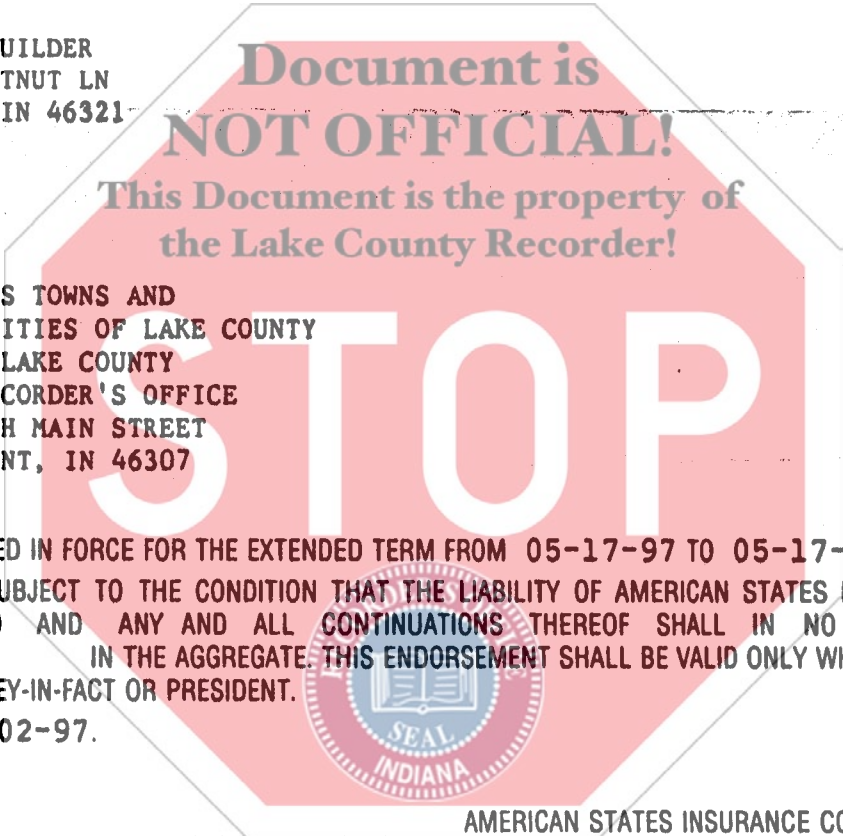 UILDER
TNUT LN
IN 46321
Document is
NOT OFFICIAL!
This Document is the property of
the Lake County Recorder!
S TOWNS AND
ITIES OF LAKE COUNTY
LAKE COUNTY
CORDER'S OFFICE
H MAIN STREET
NT, IN 46307
STOP
ED IN FORCE FOR THE EXTENDED TERM FROM 05-17-97 TO 05-17-
UBJECT TO THE CONDITION THAT THE LIABILITY OF AMERICAN STATES
AND ANY AND ALL CONTINUATIONS THEREOF SHALL IN NO
IN THE AGGREGATE. THIS ENDORSEMENT SHALL BE VALID ONLY WH
EY-IN-FACT OR PRESIDENT.
02-97.
SEAL
INDIANA
AMERICAN STATES INSURANCE CO